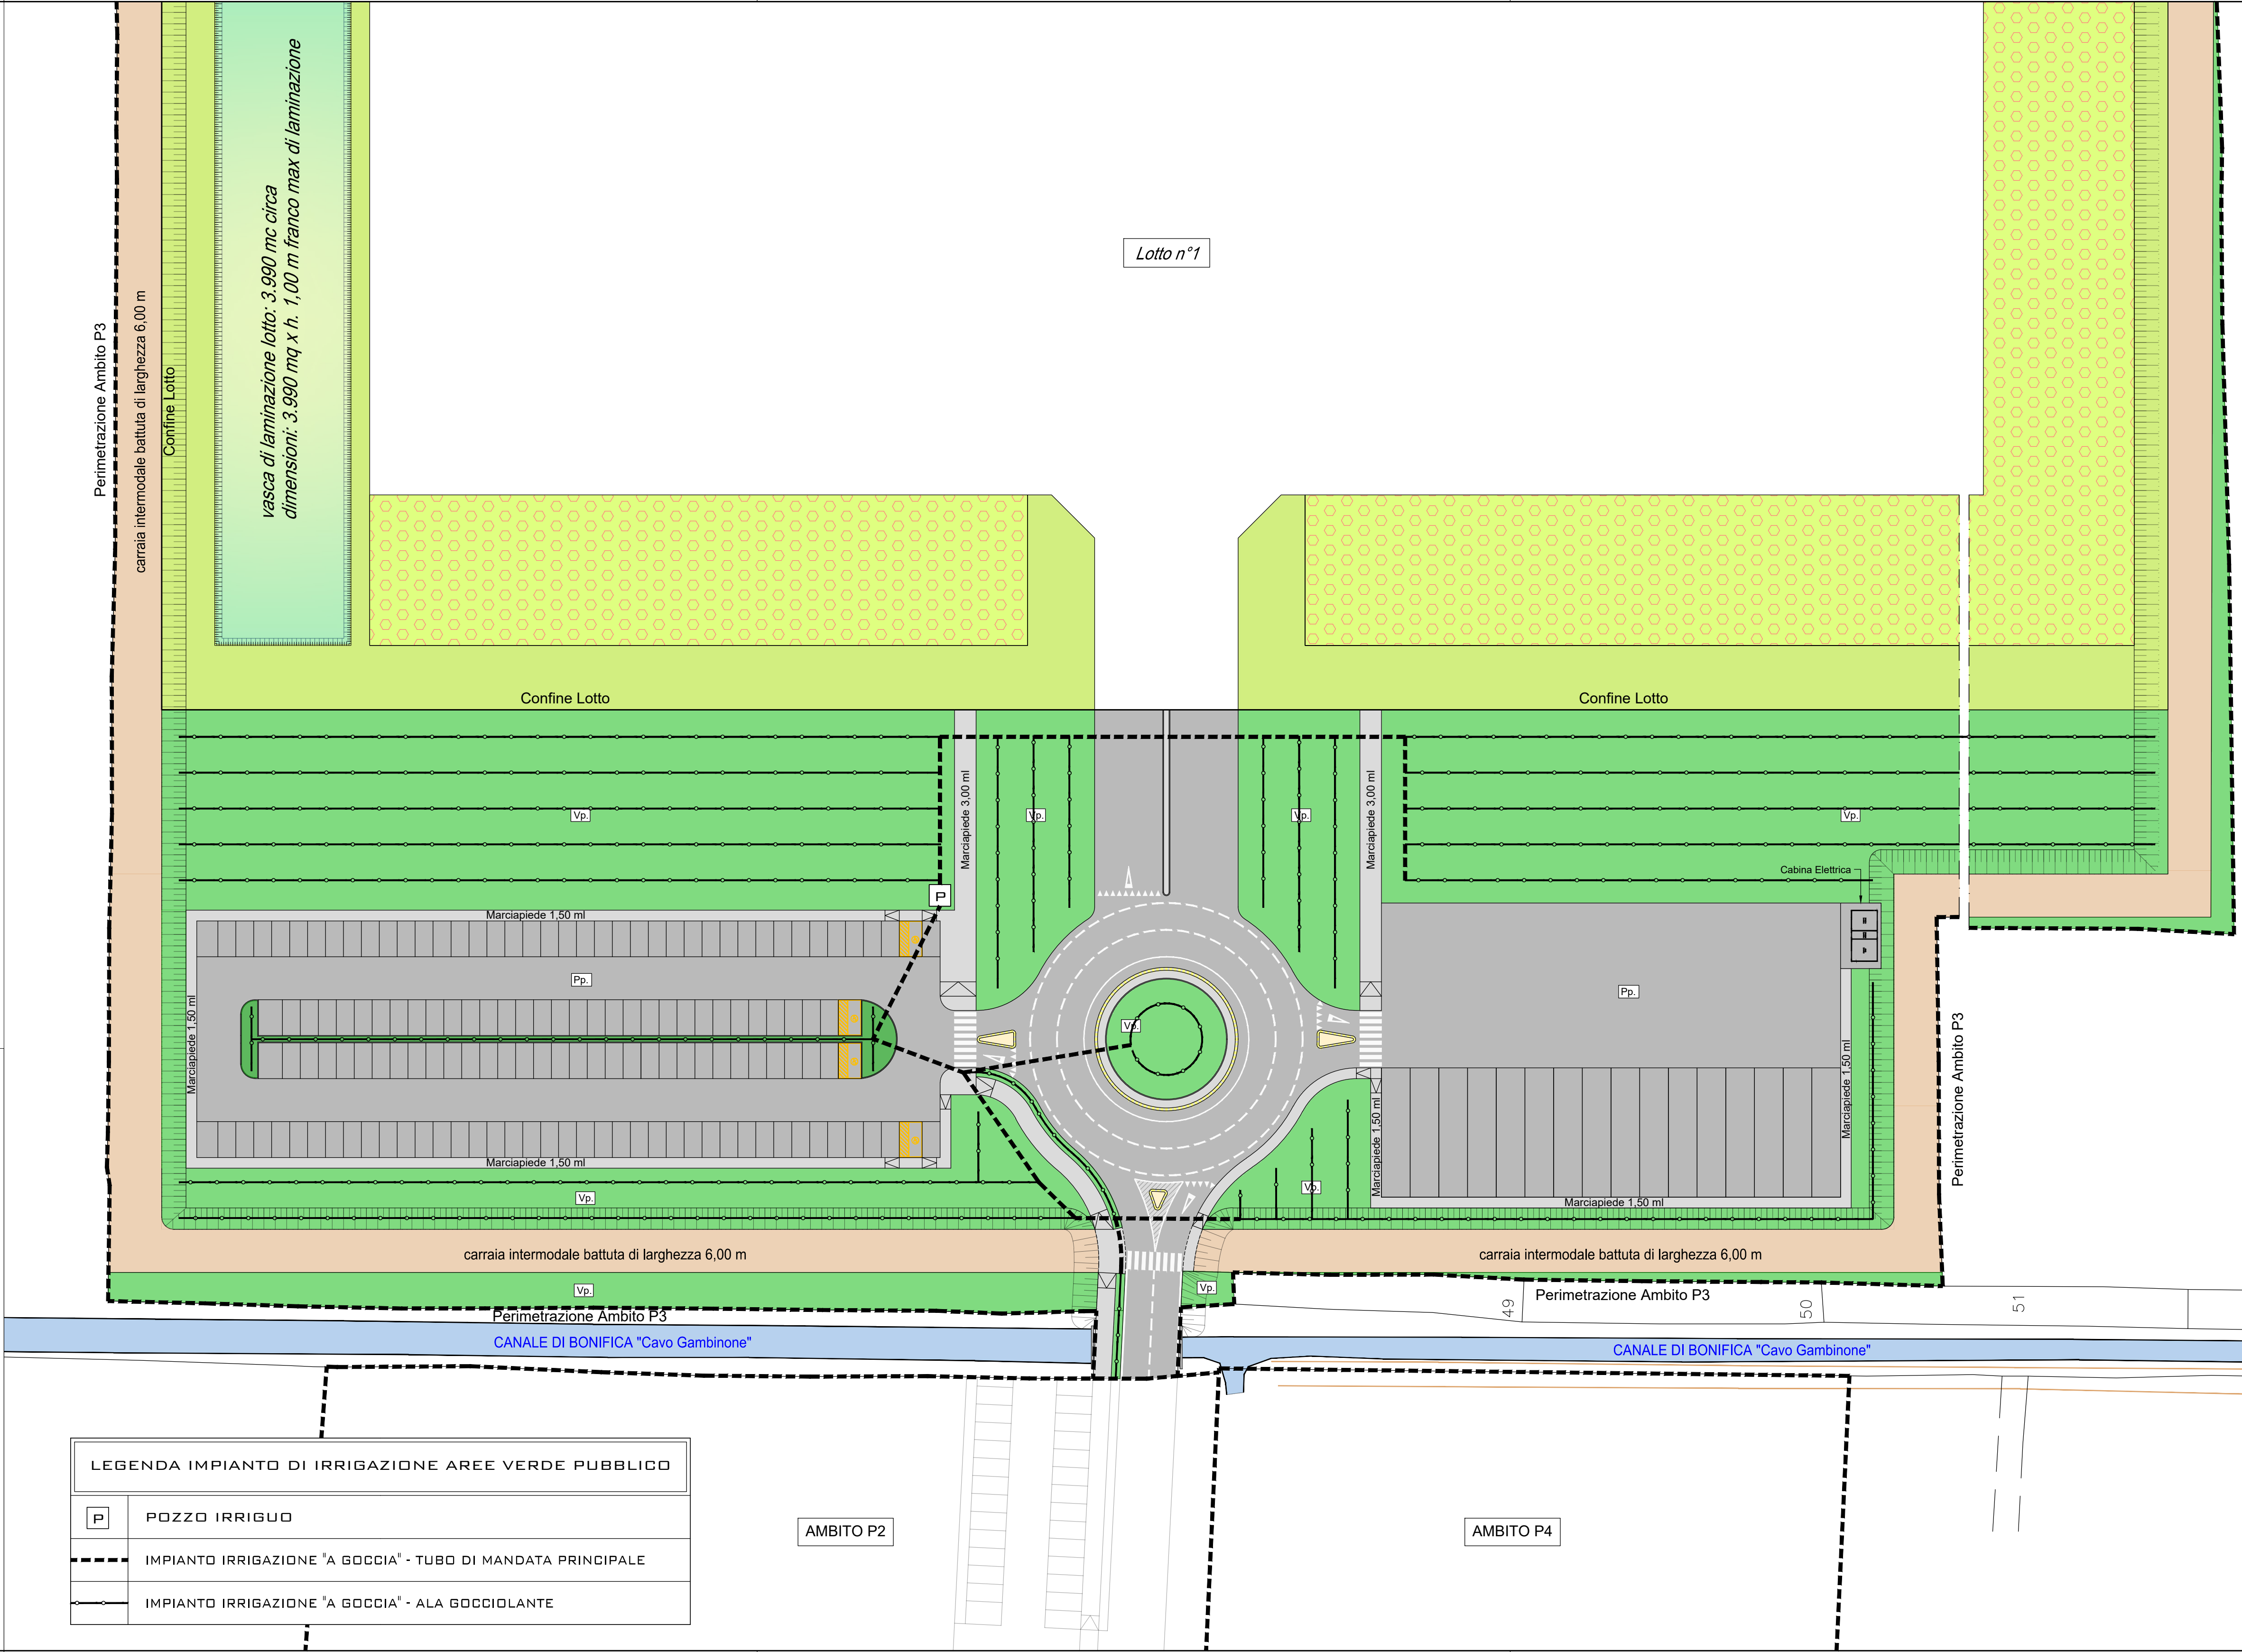 Lotto n°1
vasca di laminazione lotto: 3.990 mc circa
dimensioni: 3.990 mq x h. 1,00 m franco max di laminazione
Perimetrazione Ambito P3
carraia intermodale battuta di larghezza 6,00 m
Confine Lotto
Confine Lotto
Confine Lotto
Marciapiede 3,00 ml
Marciapiede 3,00 ml
Vp.
Vp.
Vp.
Vp.
Cabina Elettrica
P
Marciapiede 1,50 ml
Pp.
Pp.
Vp.
Marciapiede 1,50 ml
Marciapiede 1,50 ml
Marciapiede 1,50 ml
Perimetrazione Ambito P3
Marciapiede 1,50 ml
Vp.
Vp.
Marciapiede 1,50 ml
carraia intermodale battuta di larghezza 6,00 m
carraia intermodale battuta di larghezza 6,00 m
Vp.
Vp.
Perimetrazione Ambito P3
Perimetrazione Ambito P3
49
50
51
CANALE DI BONIFICA "Cavo Gambinone"
CANALE DI BONIFICA "Cavo Gambinone"
LEGENDA IMPIANTO DI IRRIGAZIONE AREE VERDE PUBBLICO
P
POZZO IRRIGUO
IMPIANTO IRRIGAZIONE "A GOCCIA" - TUBO DI MANDATA PRINCIPALE
IMPIANTO IRRIGAZIONE "A GOCCIA" - ALA GOCCIOLANTE
AMBITO P2
AMBITO P4